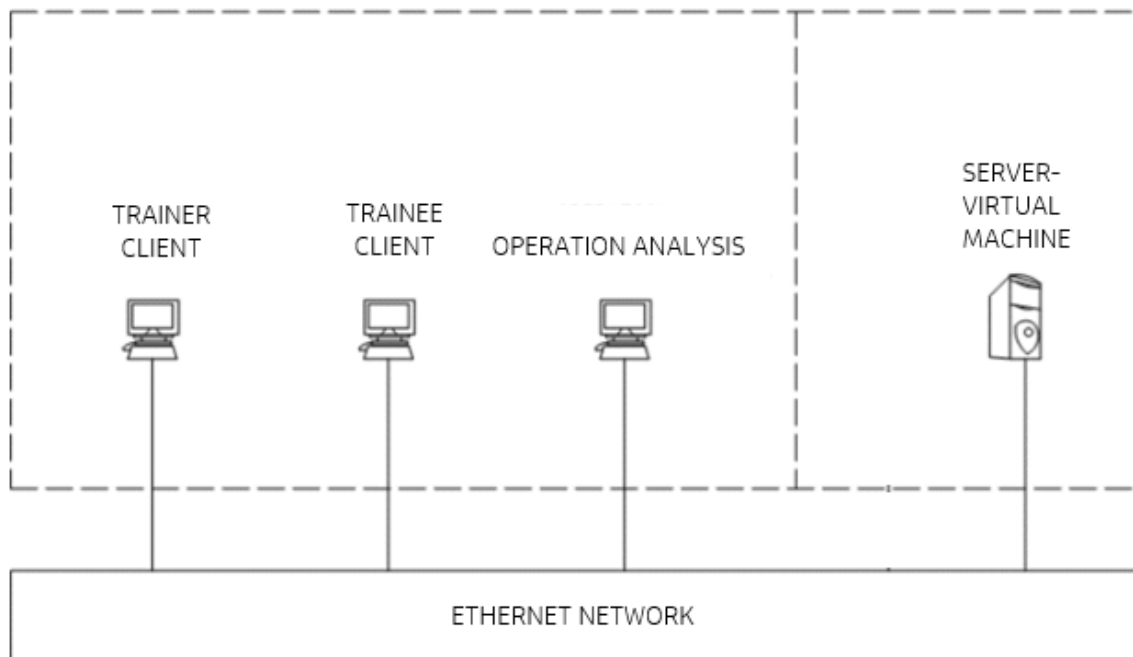 TRAINER
CLIENT
TRAINEE
CLIENT
OPERATION ANALYSIS
SERVER-
VIRTUAL
MACHINE
ETHERNET NETWORK